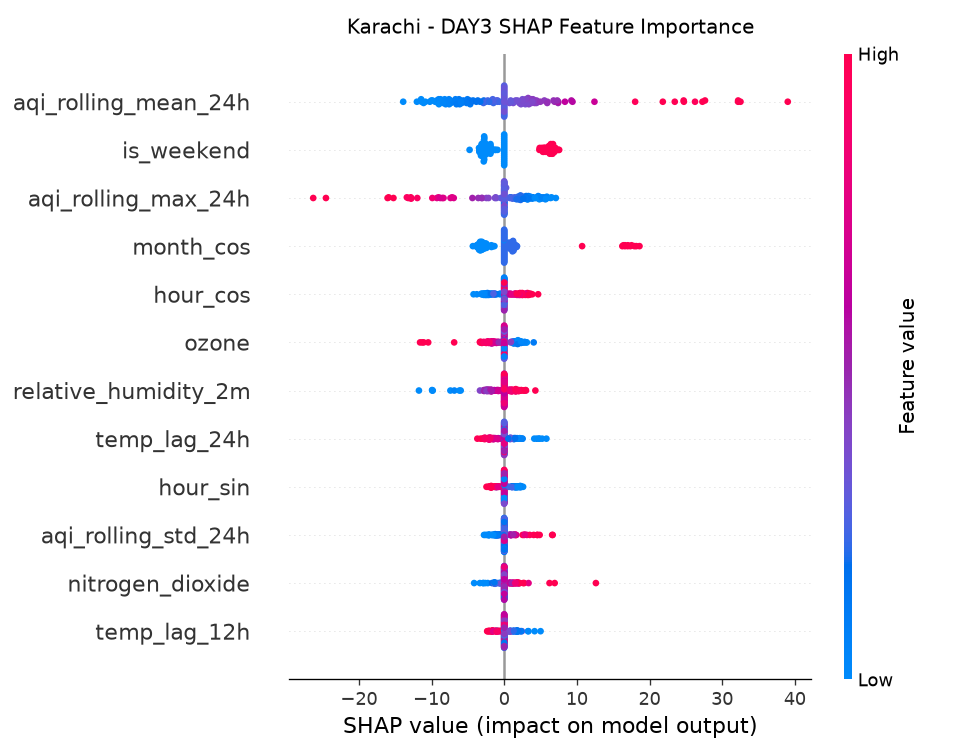 Karachi - DAY3 SHAP Feature Importance
High
aqi_rolling_mean_24h
is_weekend
aqi_rolling_max_24h
month_cos
hour_cos
ozone
relative_humidity_2m
temp_lag_24h
hour_sin
aqi_rolling_std_24h
nitrogen_dioxide
temp_lag_12h
Feature value
Low
−20 −10 0 10 20 30 40
SHAP value (impact on model output)